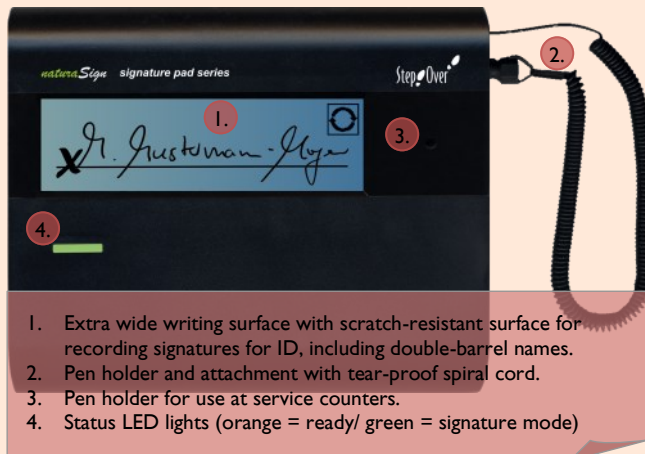 naturaSign signature pad series
StepOver
2.
1.
3.
X M. Mustermann-Meyer
4.
1. Extra wide writing surface with scratch-resistant surface for
recording signatures for ID, including double-barrel names.
2. Pen holder and attachment with tear-proof spiral cord.
3. Pen holder for use at service counters.
4. Status LED lights (orange = ready/ green = signature mode)